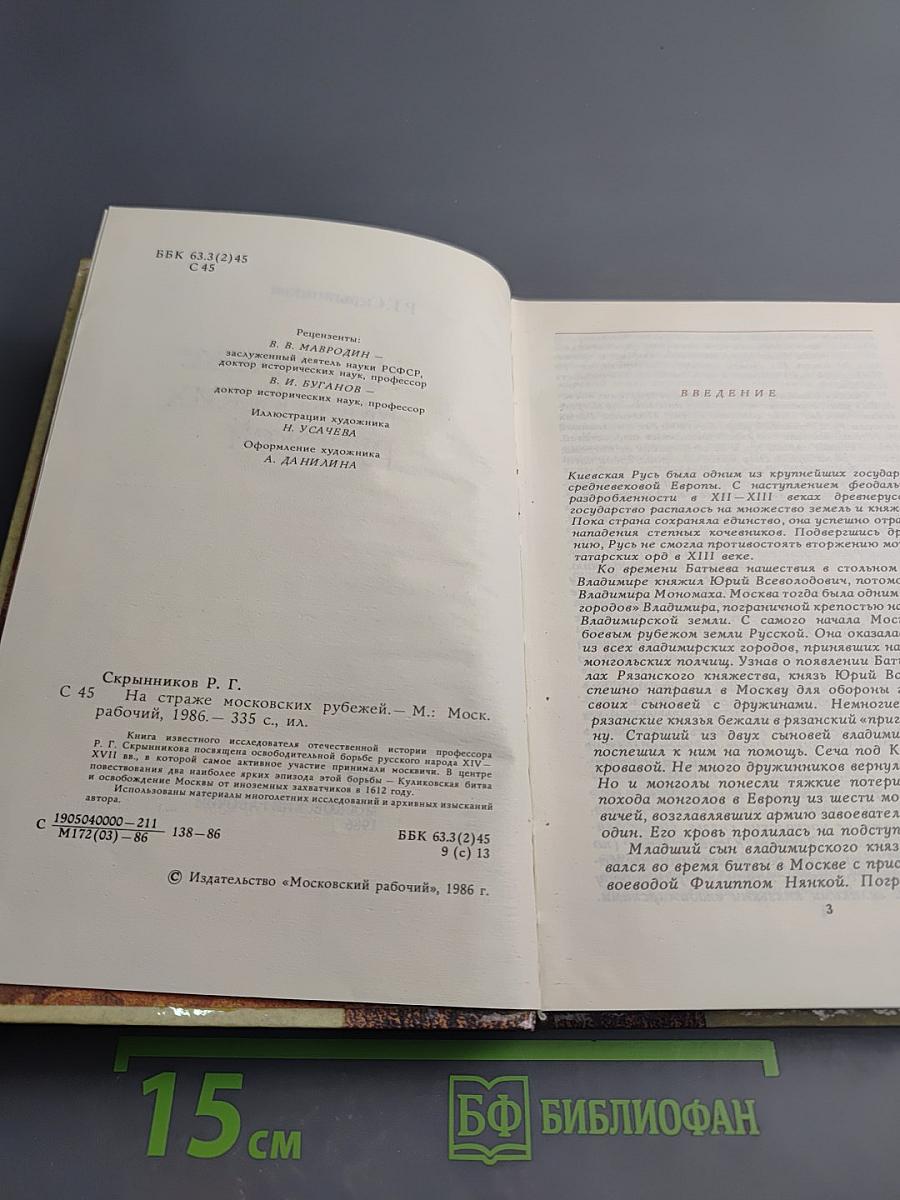 ББК 63.3(2)45
С 45
Рецензенты:
В. В. МАВРОДИН —
заслуженный деятель науки РСФСР,
доктор исторических наук, профессор
В. И. БУГАНОВ —
доктор исторических наук, профессор
Иллюстрации художника
Н. УСАЧЕВА
Оформление художника
А. ДАНИЛИНА
Скрынников Р. Г.
С 45 На страже московских рубежей.— М.: Моск.
рабочий, 1986.— 335 с., ил.
Книга известного исследователя отечественной истории профессора
Р. Г. Скрынникова посвящена освободительной борьбе русского народа XIV—
XVII вв., в которой самое активное участие принимали москвичи. В центре
повествования два наиболее ярких эпизода этой борьбы — Куликовская битва
и освобождение Москвы от иноземных захватчиков в 1612 году.
Использованы материалы многолетних исследований и архивных изысканий
автора.
С 1905040000—211
М172(03)—86 138—86
ББК 63.3(2)45
9 (с) 13
© Издательство «Московский рабочий», 1986 г.
ВВЕДЕНИЕ
Киевская Русь была одним из крупнейших государ
средневековой Европы. С наступлением феодаль
раздробленности в XII—XIII веках древнерус
государство распалось на множество земель и княж
Пока страна сохраняла единство, она успешно отра
нападения степных кочевников. Подвергшись др
нию, Русь не смогла противостоять вторжению мо
татарских орд в XIII веке.
Ко времени Батыева нашествия в стольном
Владимире княжил Юрий Всеволодович, потомо
Владимира Мономаха. Москва тогда была одним
городов» Владимира, пограничной крепостью на
Владимирской земли. С самого начала Моск
боевым рубежом земли Русской. Она оказала
из всех владимирских городов, принявших на
монгольских полчищ. Узнав о появлении Баты
лах Рязанского княжества, князь Юрий Вс
спешно направил в Москву для обороны г
своих сыновей с дружинами. Немногие
рязанские князья бежали в рязанский «приг
ну. Старший из двух сыновей владими
поспешил к ним на помощь. Сеча под К
кровавой. Не много дружинников вернул
Но и монголы понесли тяжкие потери
похода монголов в Европу из шести мо
вичей, возглавлявших армию завоевател
один. Его кровь пролилась на подступ
Младший сын владимирского княз
вался во время битвы в Москве с прис
воеводой Филиппом Нянкой. Погр
3
15 см
БФ БИБЛИОФАН